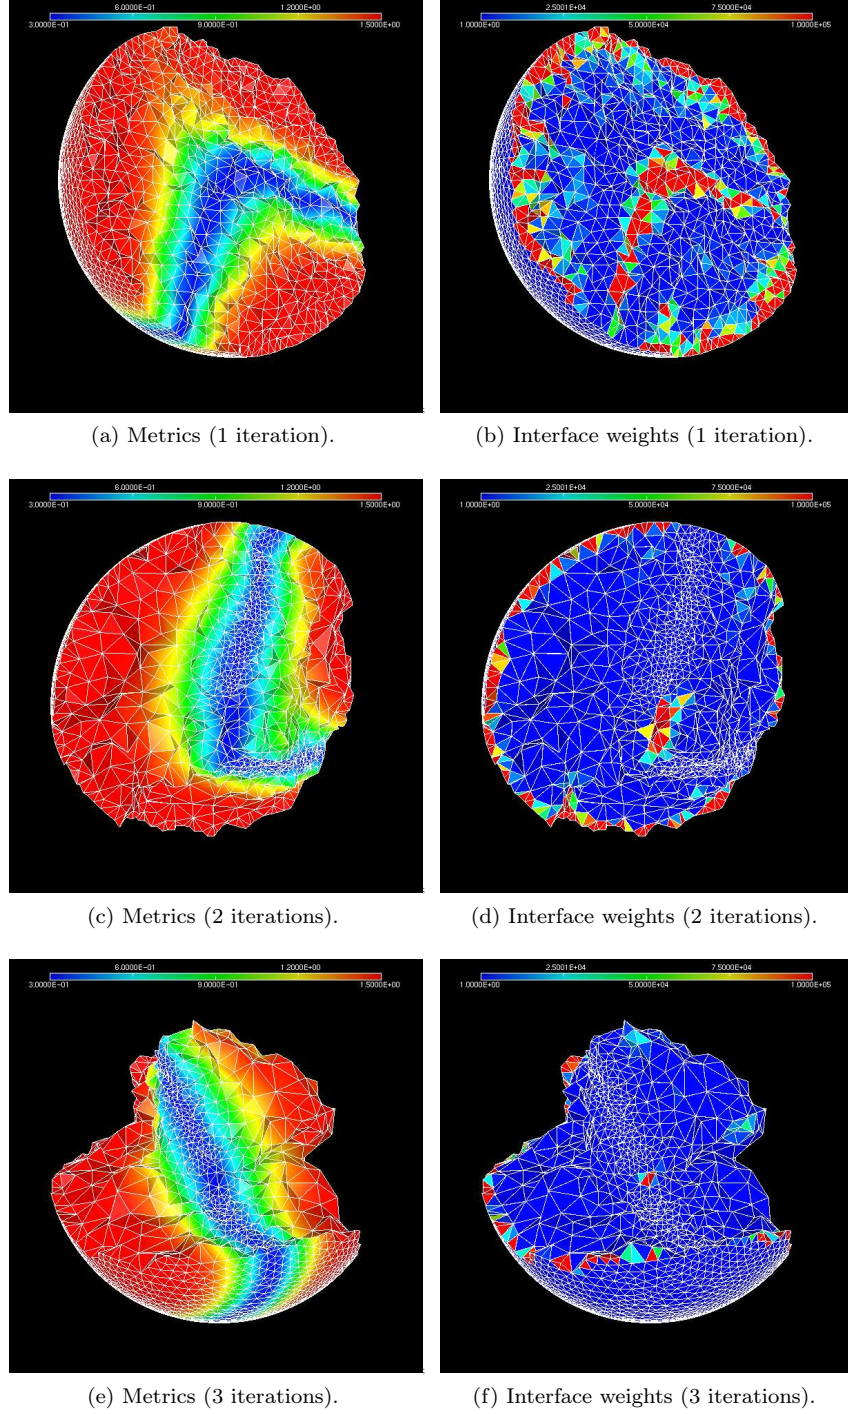 6.0000E-01 1.2000E+00 2.5001E+04 7.5000E+04
3.0000E-01 9.0000E-01 1.5000E+00 1.0000E+00 5.0000E+04 1.0000E+05
(a) Metrics (1 iteration). (b) Interface weights (1 iteration).
6.0000E-01 1.2000E+00 2.5001E+04 7.5000E+04
3.0000E-01 9.0000E-01 1.5000E+00 1.0000E+00 5.0000E+04 1.0000E+05
(c) Metrics (2 iterations). (d) Interface weights (2 iterations).
6.0000E-01 1.2000E+00 2.5001E+04 7.5000E+04
3.0000E-01 9.0000E-01 1.5000E+00 1.0000E+00 5.0000E+04 1.0000E+05
(e) Metrics (3 iterations). (f) Interface weights (3 iterations).